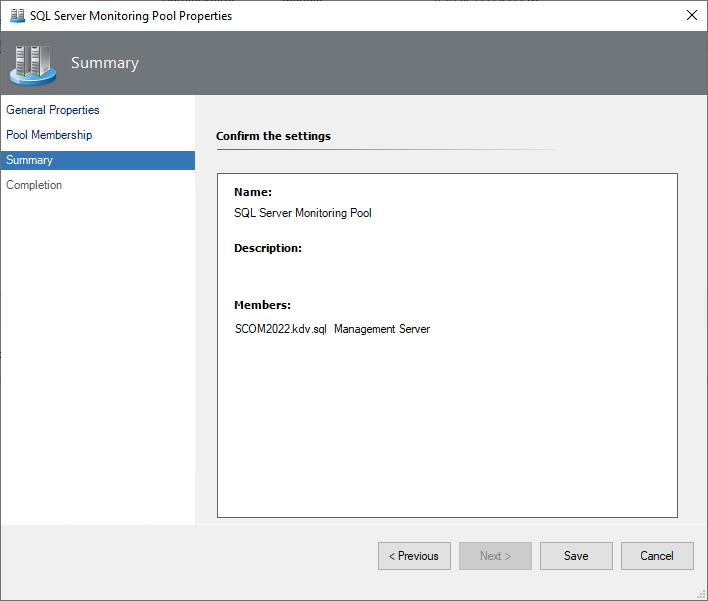 SQL Server Monitoring Pool Properties
Summary
General Properties
Pool Membership
Summary
Completion
Confirm the settings
Name:
SQL Server Monitoring Pool
Description:
Members:
SCOM2022.kdv.sql Management Server
< Previous
Next >
Save
Cancel